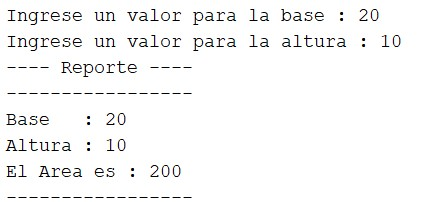 Ingrese un valor para la base : 20
Ingrese un valor para la altura : 10
---- Reporte ----
-----------------
Base   : 20
Altura : 10
El Area es : 200
-----------------